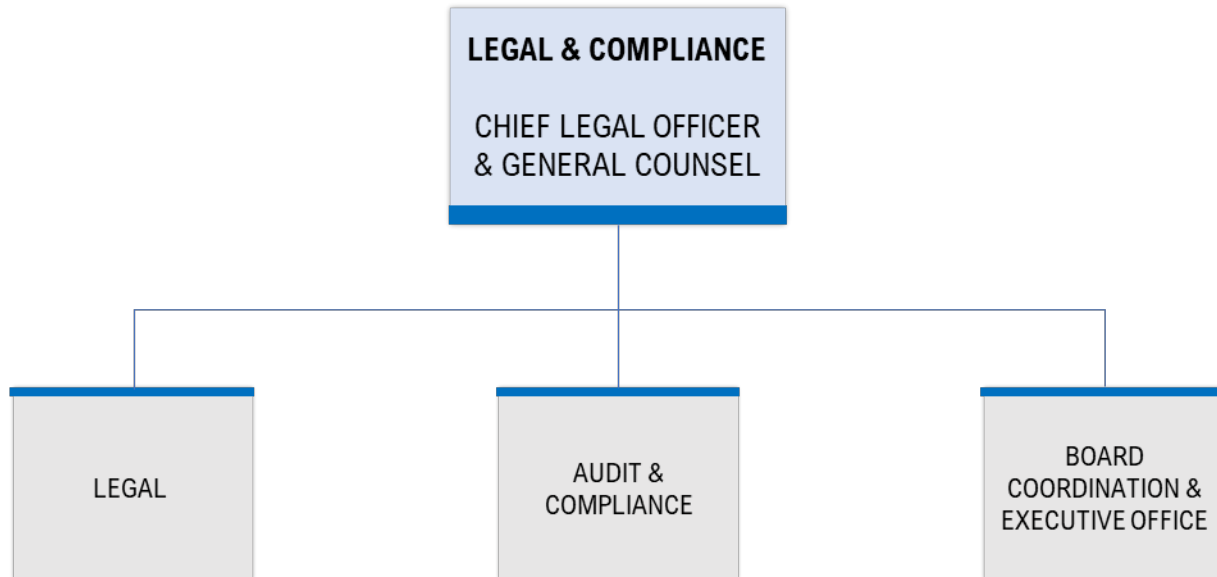 LEGAL & COMPLIANCE
CHIEF LEGAL OFFICER
& GENERAL COUNSEL
LEGAL
AUDIT &
COMPLIANCE
BOARD
COORDINATION &
EXECUTIVE OFFICE